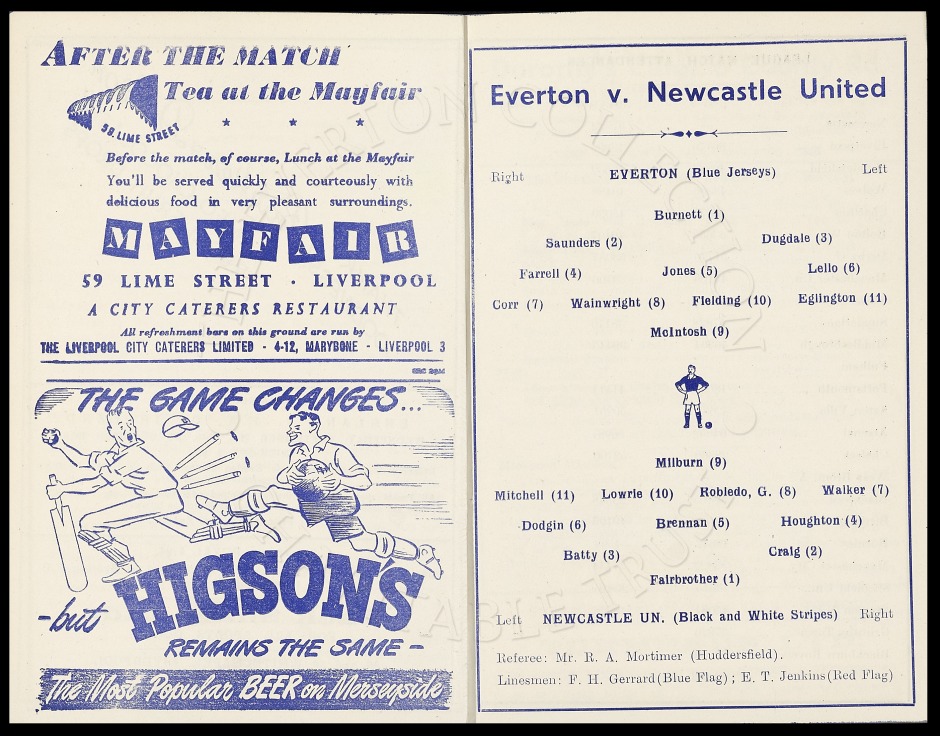 AFTER THE MATCH
Tea at the Mayfair
59, LIME STREET
★ ★ ★
Before the match, of course, Lunch at the Mayfair
You'll be served quickly and courteously with
delicious food in very pleasant surroundings.
MAYFAIR
59 LIME STREET · LIVERPOOL
A CITY CATERERS RESTAURANT
All refreshment bars on this ground are run by
THE LIVERPOOL CITY CATERERS LIMITED - 4-12, MARYBONE - LIVERPOOL 3
THE GAME CHANGES...
-but HIGSON'S
REMAINS THE SAME -
The Most Popular BEER on Merseyside
Everton v. Newcastle United
Right EVERTON (Blue Jerseys) Left
Burnett (1)
Saunders (2) Dugdale (3)
Farrell (4) Jones (5) Lello (6)
Corr (7) Wainwright (8) Fielding (10) Eglington (11)
McIntosh (9)
Milburn (9)
Mitchell (11) Lowrie (10) Robledo, G. (8) Walker (7)
Dodgin (6) Brennan (5) Houghton (4)
Batty (3) Craig (2)
Fairbrother (1)
Left NEWCASTLE UN. (Black and White Stripes) Right
Referee: Mr. R. A. Mortimer (Huddersfield).
Linesmen: F. H. Gerrard (Blue Flag); E. T. Jenkins (Red Flag)
EVERTON COLLECTION
CHARITABLE TRUST